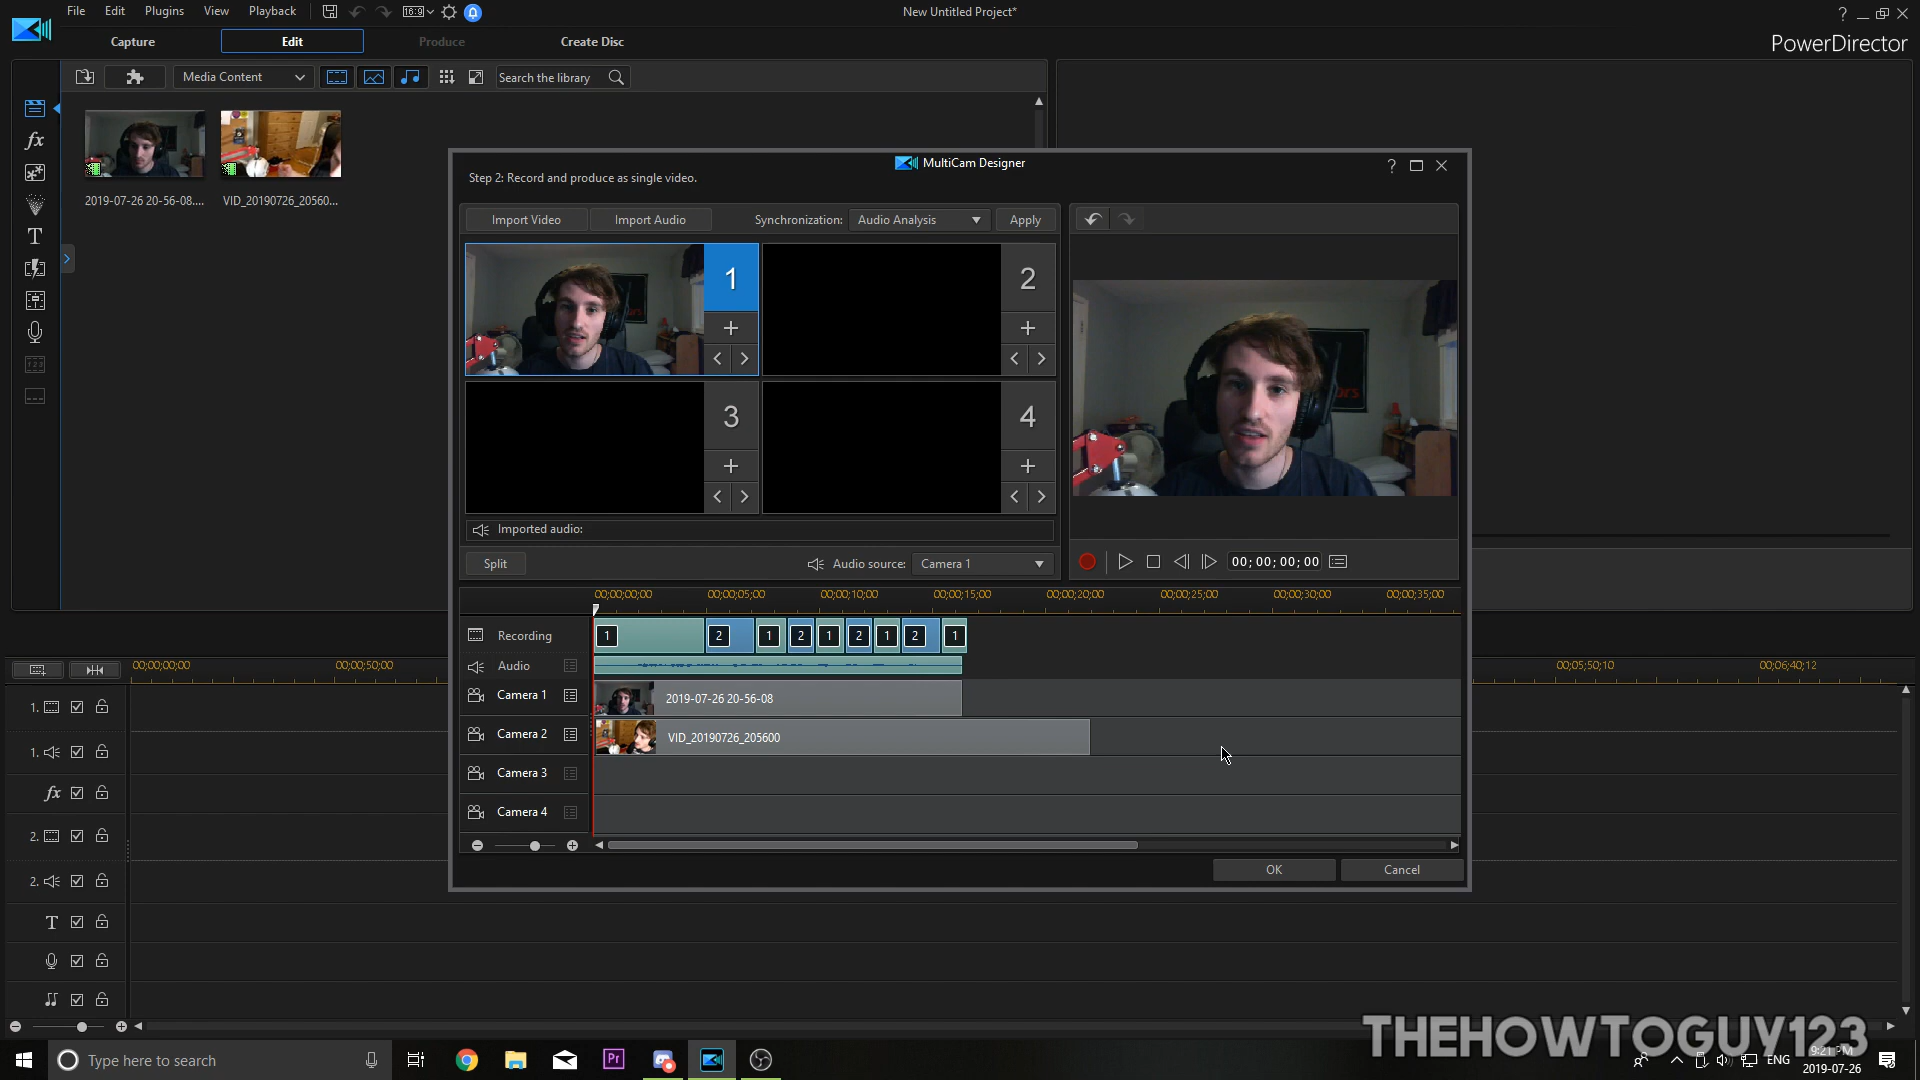 File Edit Plugins View Playback 16:9 New Untitled Project* ?
Capture Edit Produce Create Disc PowerDirector
Media Content Search the library
2019-07-26 20-56-08.... VID_20190726_20560...
fx
T
MultiCam Designer ?
Step 2: Record and produce as single video.
Import Video Import Audio Synchronization: Audio Analysis Apply
1 2
3 4
Imported audio:
Split Audio source: Camera 1 00; 00; 00; 00
00;00;00;00 00;00;05;00 00;00;10;00 00;00;15;00 00;00;20;00 00;00;25;00 00;00;30;00 00;00;35;00
Recording 1 2 1 2 1 2 1 2 1
Audio
Camera 1 2019-07-26 20-56-08
Camera 2 VID_20190726_205600
Camera 3
Camera 4
OK Cancel
00;00;00;00 00;00;50;00 00;05;50;10 00;06;40;12
1.
1.
fx
2.
2.
T
THEHOWTOGUY123
Type here to search Pr ENG 9:21 PM
2019-07-26